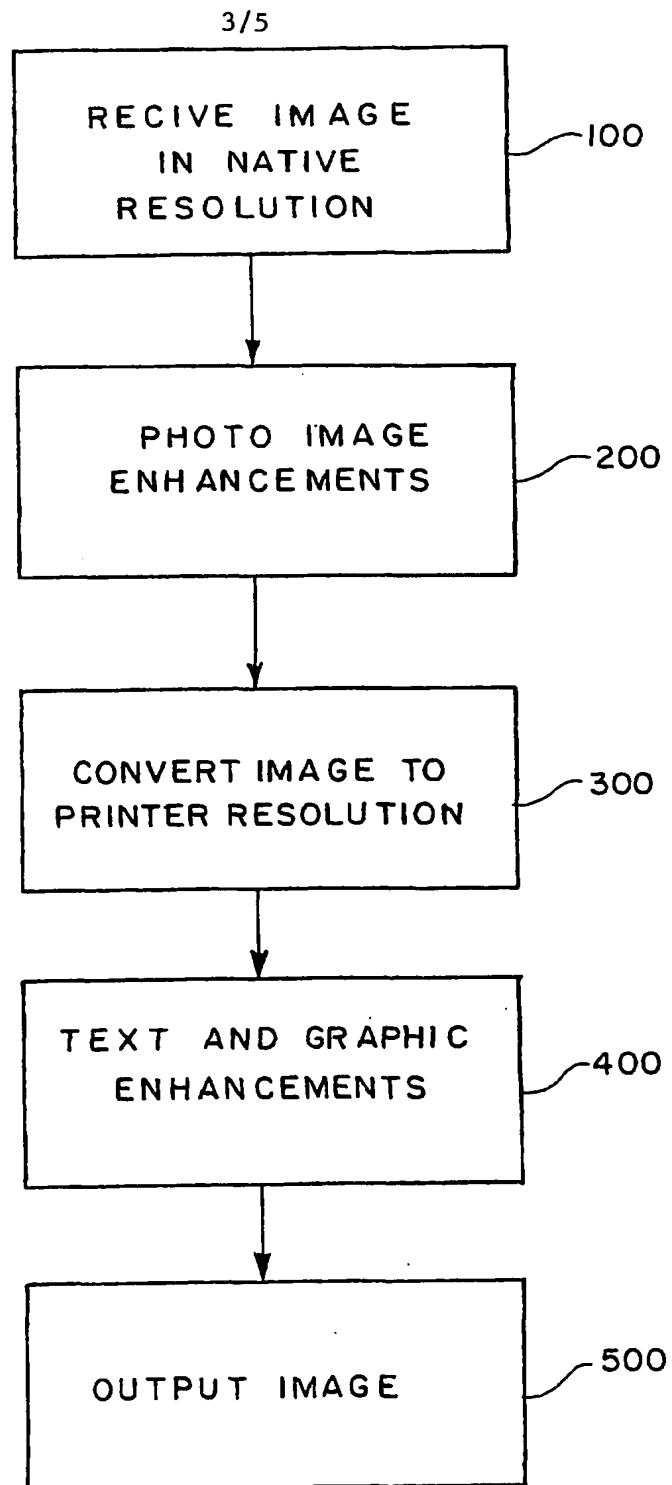 3/5
RECIVE IMAGE
IN NATIVE
RESOLUTION
100
PHOTO IMAGE
ENHANCEMENTS
200
CONVERT IMAGE TO
PRINTER RESOLUTION
300
TEXT AND GRAPHIC
ENHANCEMENTS
400
OUTPUT IMAGE
500